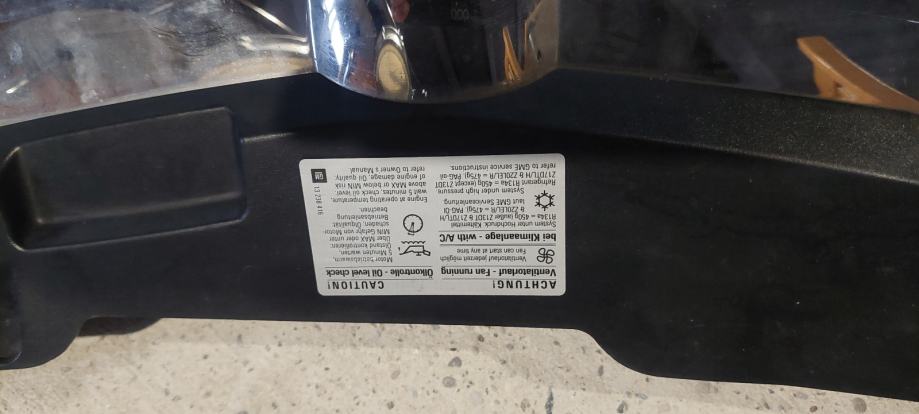 ACHTUNG!
CAUTION!
Ventilatorlauf - Fan running
Ventilatorlauf jederzeit möglich
Fan can start at any time
bei Klimaanlage - with A/C
System unter Hochdruck Kältemittel
R134a = 450g (außer Z13DT
& Z20LEL/R = 475g) PAG-Öl
laut GME Serviceanleitung
System under high pressure
Refrigerant R134a = 450g (except Z13DT
Z17DT/H & Z20LEL/R = 475g) PAG-oil
refer to GME service instructions.
Ölkontrolle - Oil level check
Motor betriebswarm,
5 Minuten warten,
Ölstand kontrollieren.
Über MAX oder unter
MIN Gefahr von Motor-
schäden. Ölqualität:
Betriebsanleitung
beachten.
Engine at operating temperature,
wait 5 minutes, check oil level.
above MAX or below MIN risk
of engine damage. Oil quality:
refer to Owner's Manual.
GM
13 238 416